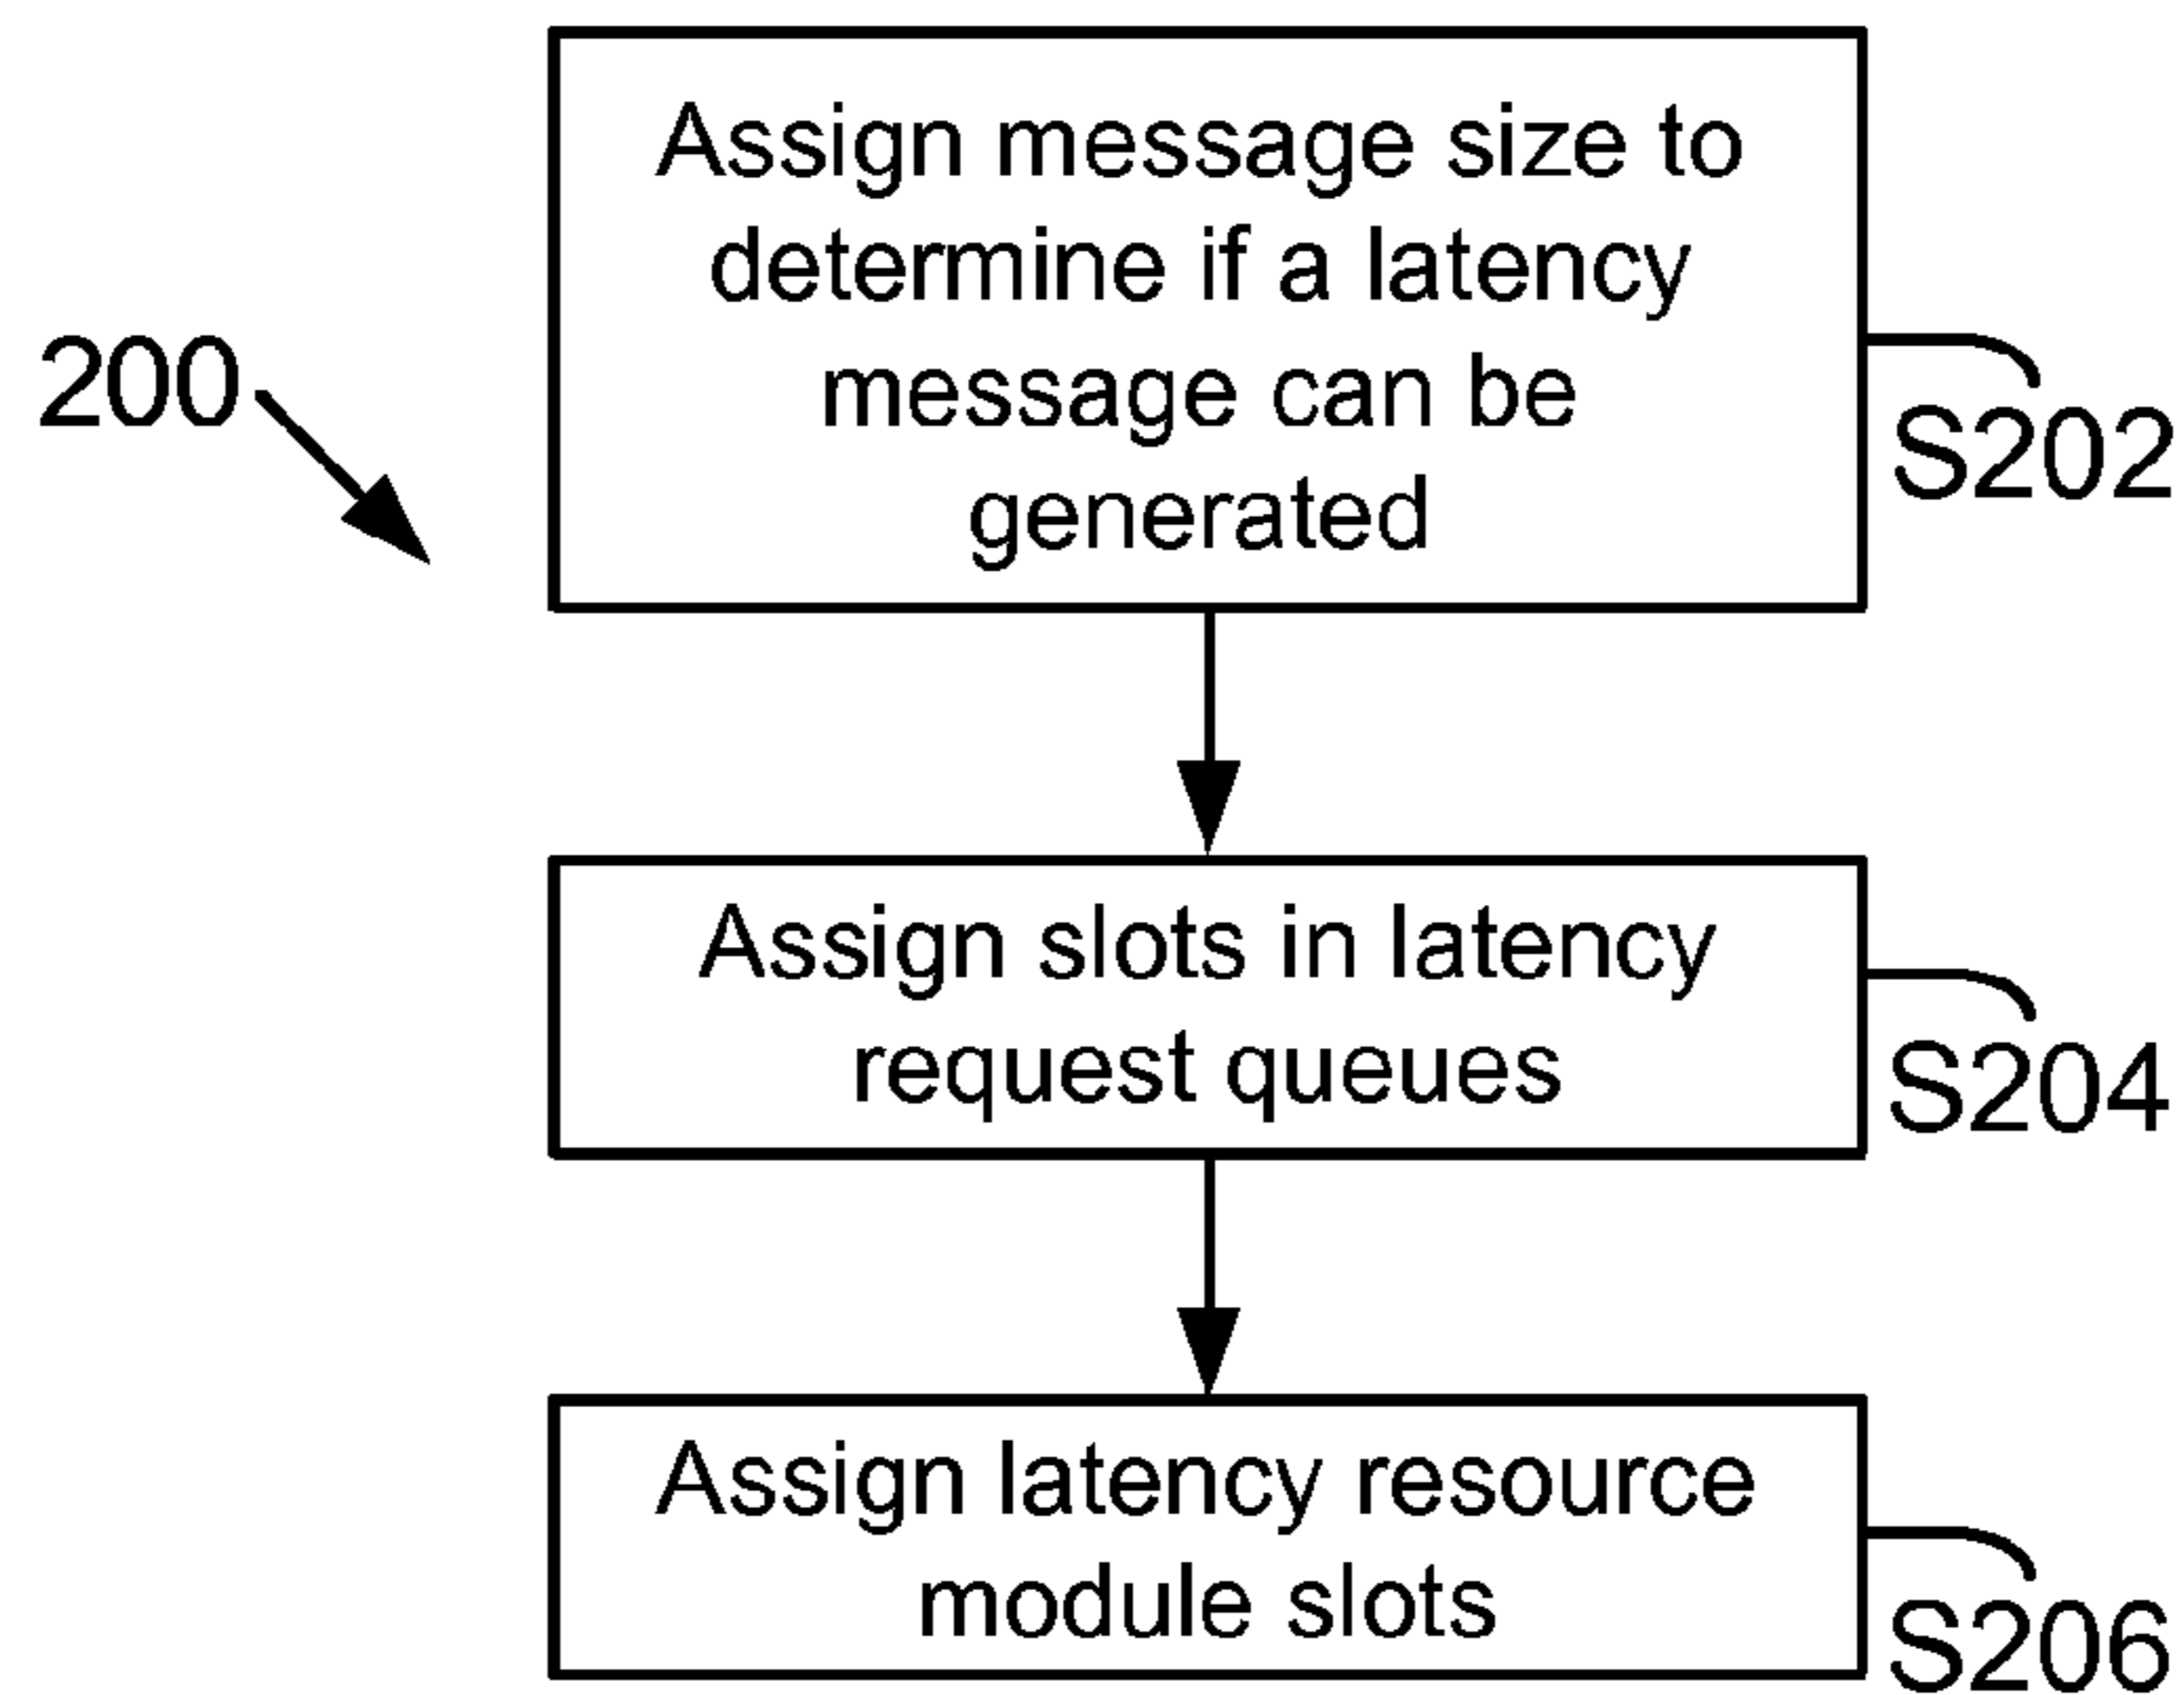 Assign message size to
determine if a latency
message can be
generated
200
S202
Assign slots in latency
request queues
S204
Assign latency resource
module slots
S206